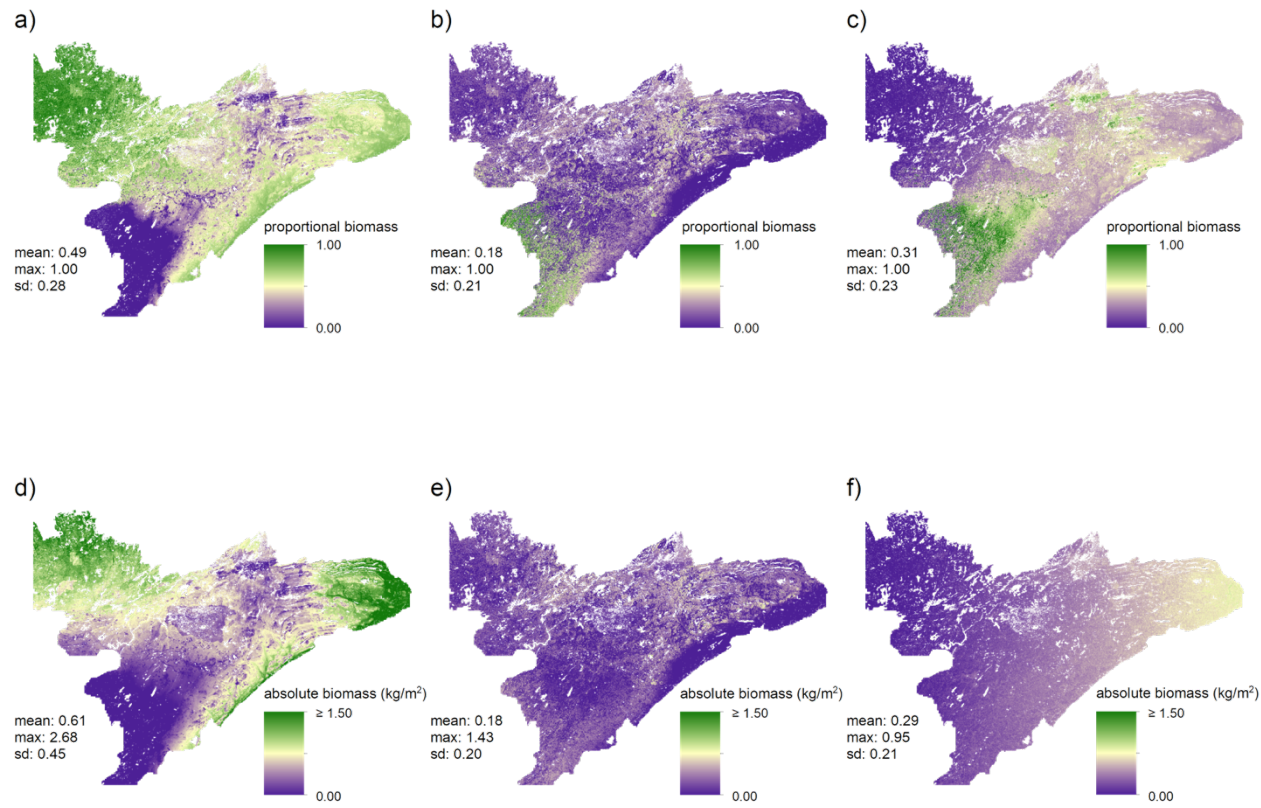 a)
b)
c)
proportional biomass
1.00
0.00
mean: 0.49
max: 1.00
sd: 0.28
proportional biomass
1.00
0.00
mean: 0.18
max: 1.00
sd: 0.21
proportional biomass
1.00
0.00
mean: 0.31
max: 1.00
sd: 0.23
d)
e)
f)
absolute biomass (kg/m²)
≥ 1.50
0.00
mean: 0.61
max: 2.68
sd: 0.45
absolute biomass (kg/m²)
≥ 1.50
0.00
mean: 0.18
max: 1.43
sd: 0.20
absolute biomass (kg/m²)
≥ 1.50
0.00
mean: 0.29
max: 0.95
sd: 0.21